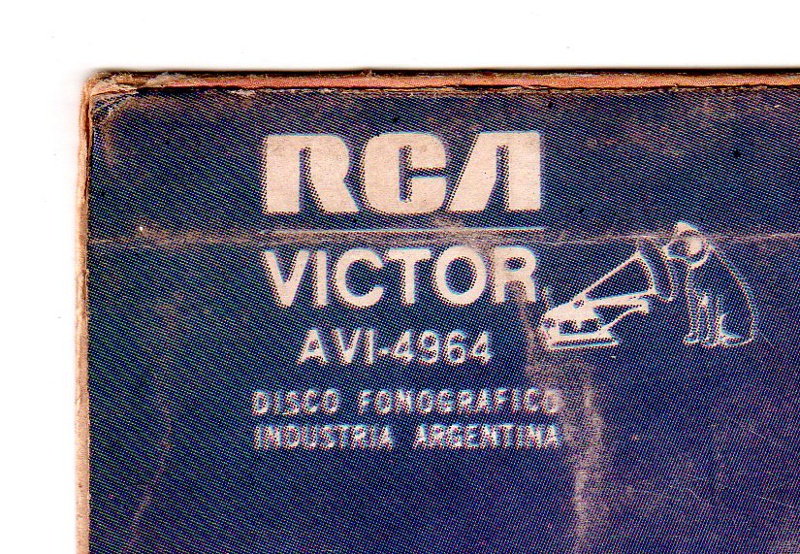 RCA
VICTOR
AVI-4964
DISCO FONOGRAFICO
INDUSTRIA ARGENTINA